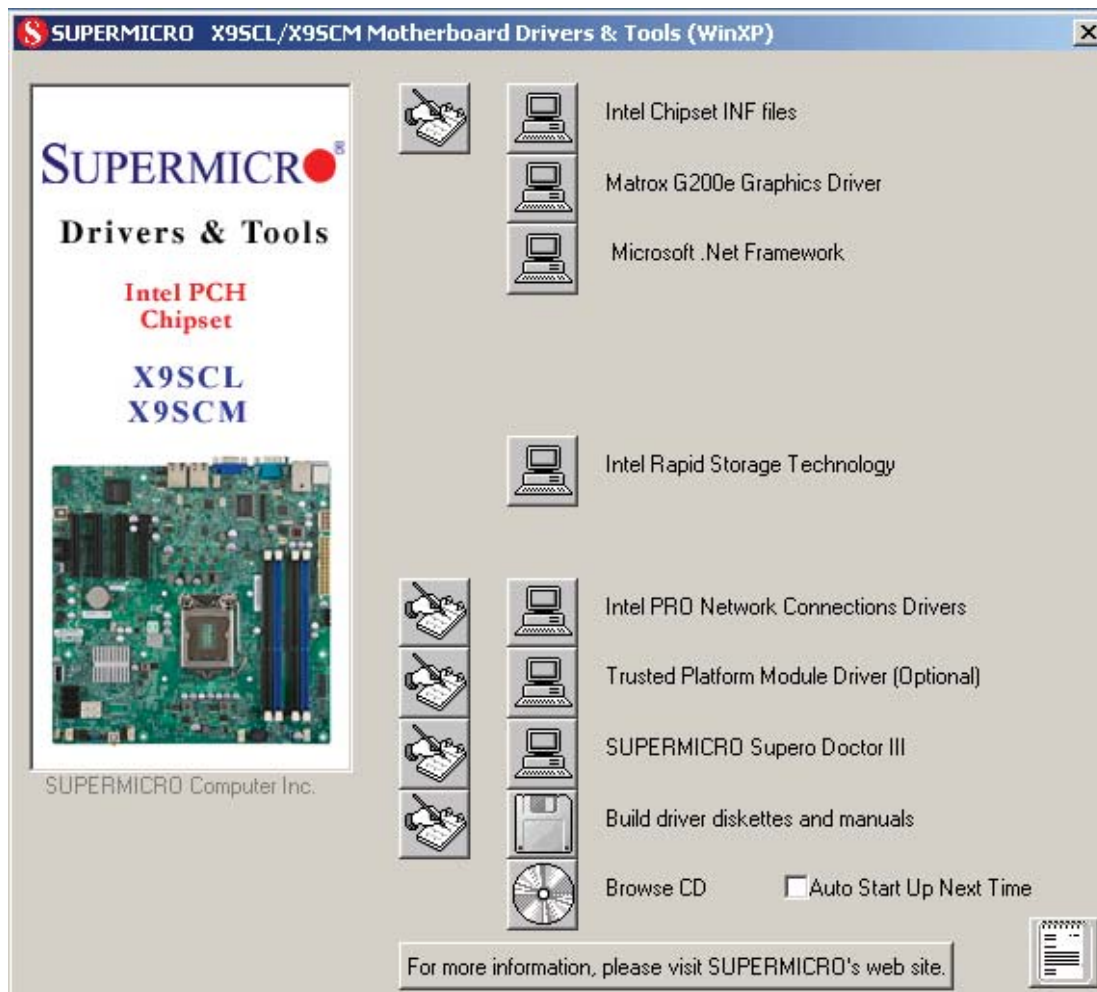 SUPERMICRO X9SCL/X9SCM Motherboard Drivers & Tools (WinXP)
SUPERMICRO®
Drivers & Tools
Intel PCH
Chipset
X9SCL
X9SCM
SUPERMICRO Computer Inc.
Intel Chipset INF files
Matrox G200e Graphics Driver
Microsoft .Net Framework
Intel Rapid Storage Technology
Intel PRO Network Connections Drivers
Trusted Platform Module Driver (Optional)
SUPERMICRO Supero Doctor III
Build driver diskettes and manuals
Browse CD Auto Start Up Next Time
For more information, please visit SUPERMICRO's web site.